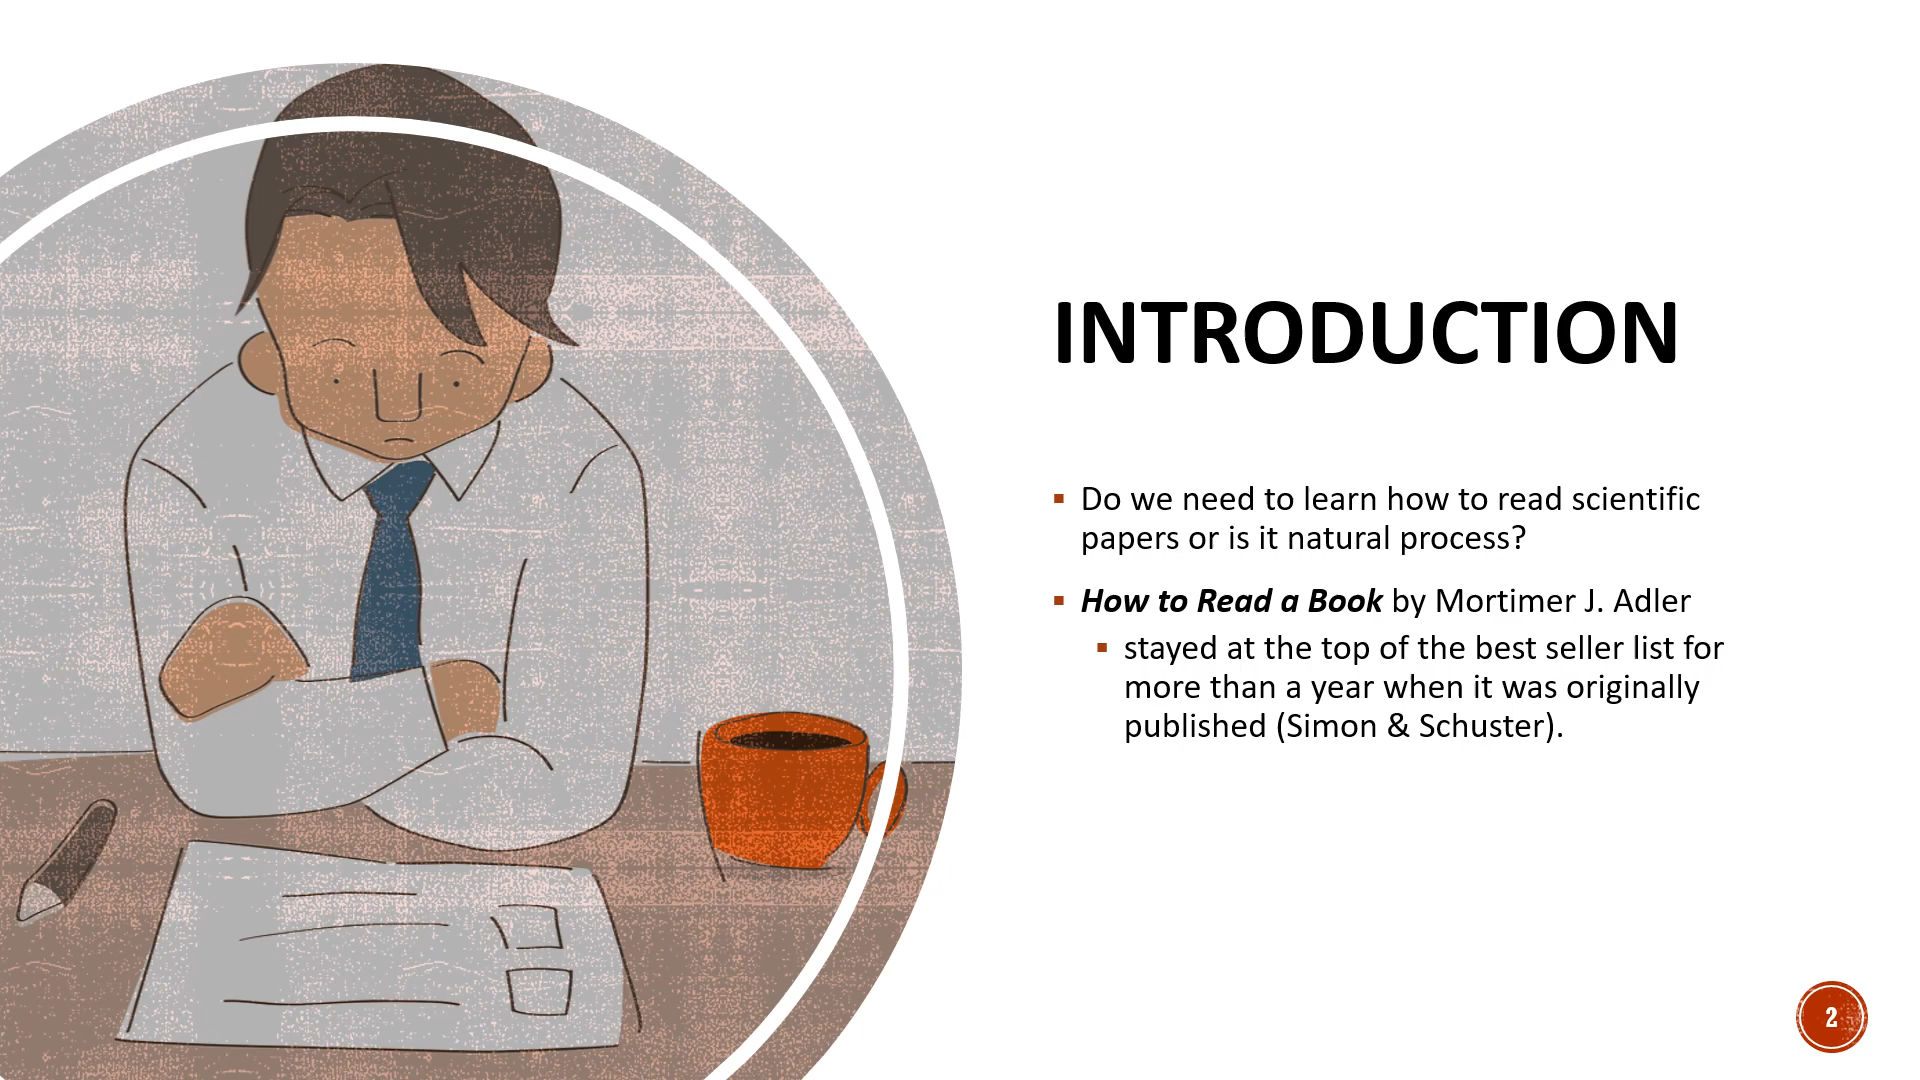 INTRODUCTION
▪ Do we need to learn how to read scientific
papers or is it natural process?
▪ How to Read a Book by Mortimer J. Adler
▪ stayed at the top of the best seller list for
more than a year when it was originally
published (Simon & Schuster).
2